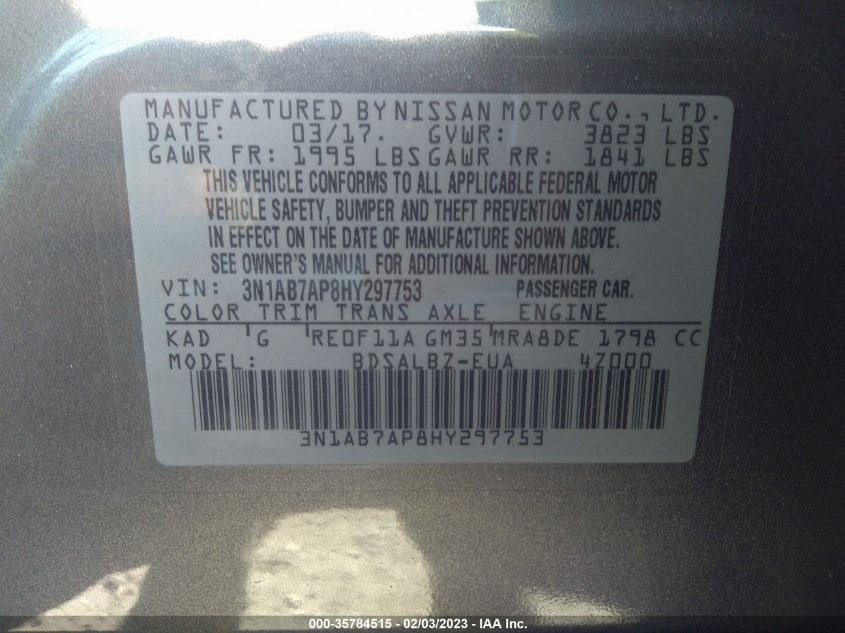 MANUFACTURED BY NISSAN MOTOR CO., LTD.
DATE: 03/17. GVWR: 3823 LBS
GAWR FR: 1995 LBS GAWR RR: 1841 LBS
THIS VEHICLE CONFORMS TO ALL APPLICABLE FEDERAL MOTOR
VEHICLE SAFETY, BUMPER AND THEFT PREVENTION STANDARDS
IN EFFECT ON THE DATE OF MANUFACTURE SHOWN ABOVE.
SEE OWNER'S MANUAL FOR ADDITIONAL INFORMATION.
VIN: 3N1AB7AP8HY297753 PASSENGER CAR.
COLOR TRIM TRANS AXLE ENGINE
KAD G RE0F11A GM35 MRA8DE 1798 CC
MODEL: BDSALBZ-EUA 4Z000
3N1AB7AP8HY297753
000-35784515 - 02/03/2023 - IAA Inc.